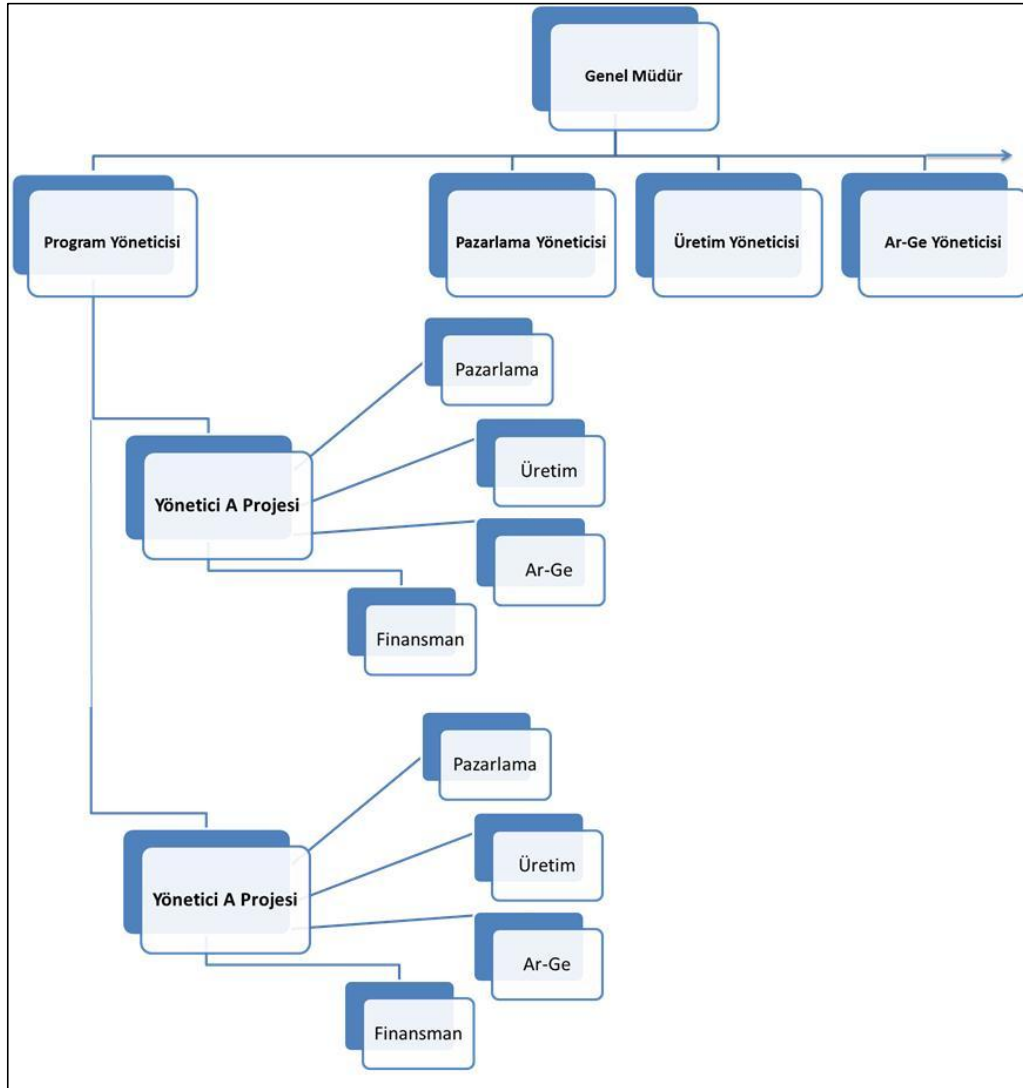 Genel Müdür
Program Yöneticisi
Pazarlama Yöneticisi
Üretim Yöneticisi
Ar-Ge Yöneticisi
Pazarlama
Üretim
Yönetici A Projesi
Ar-Ge
Finansman
Pazarlama
Üretim
Yönetici A Projesi
Ar-Ge
Finansman